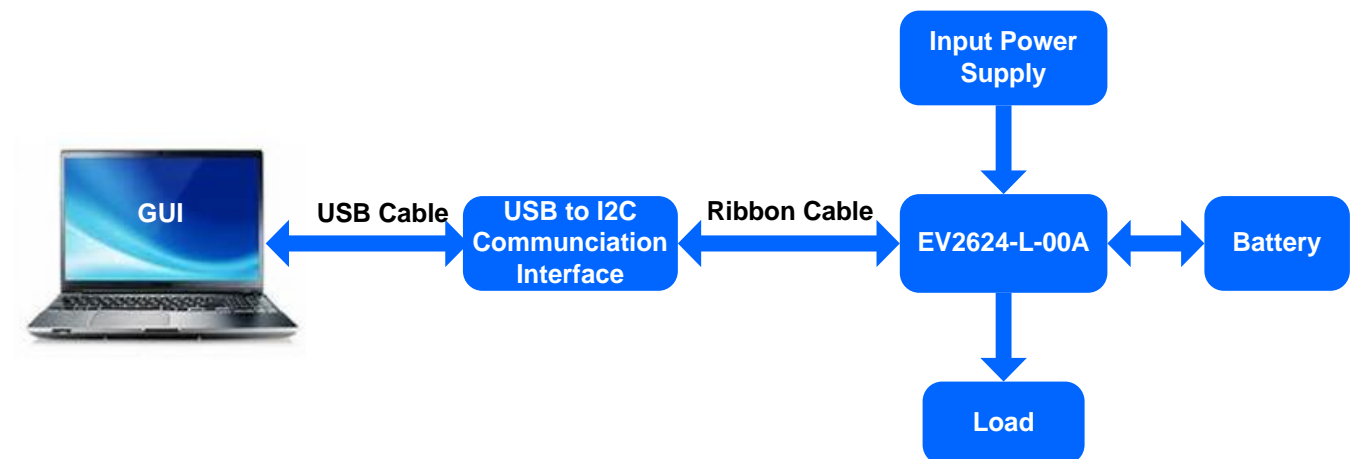 Input Power
Supply
GUI
USB Cable
USB to I2C
Communciation
Interface
Ribbon Cable
EV2624-L-00A
Battery
Load